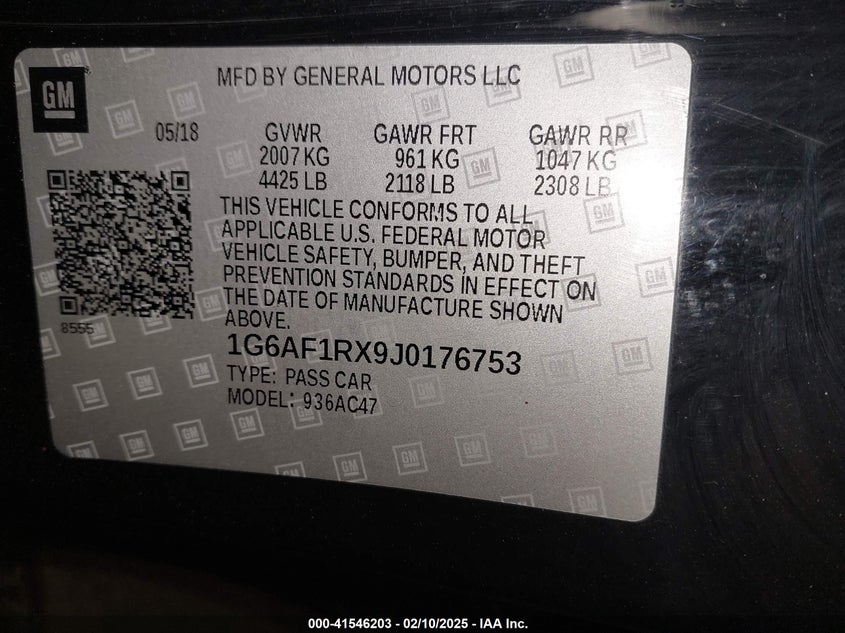 GM
MFD BY GENERAL MOTORS LLC
05/18 GVWR GAWR FRT GAWR RR
2007 KG 961 KG 1047 KG
4425 LB 2118 LB 2308 LB
THIS VEHICLE CONFORMS TO ALL
APPLICABLE U.S. FEDERAL MOTOR
VEHICLE SAFETY, BUMPER, AND THEFT
PREVENTION STANDARDS IN EFFECT ON
THE DATE OF MANUFACTURE SHOWN
ABOVE.
8555
1G6AF1RX9J0176753
TYPE: PASS CAR
MODEL: 936AC47
000-41546203 - 02/10/2025 - IAA Inc.